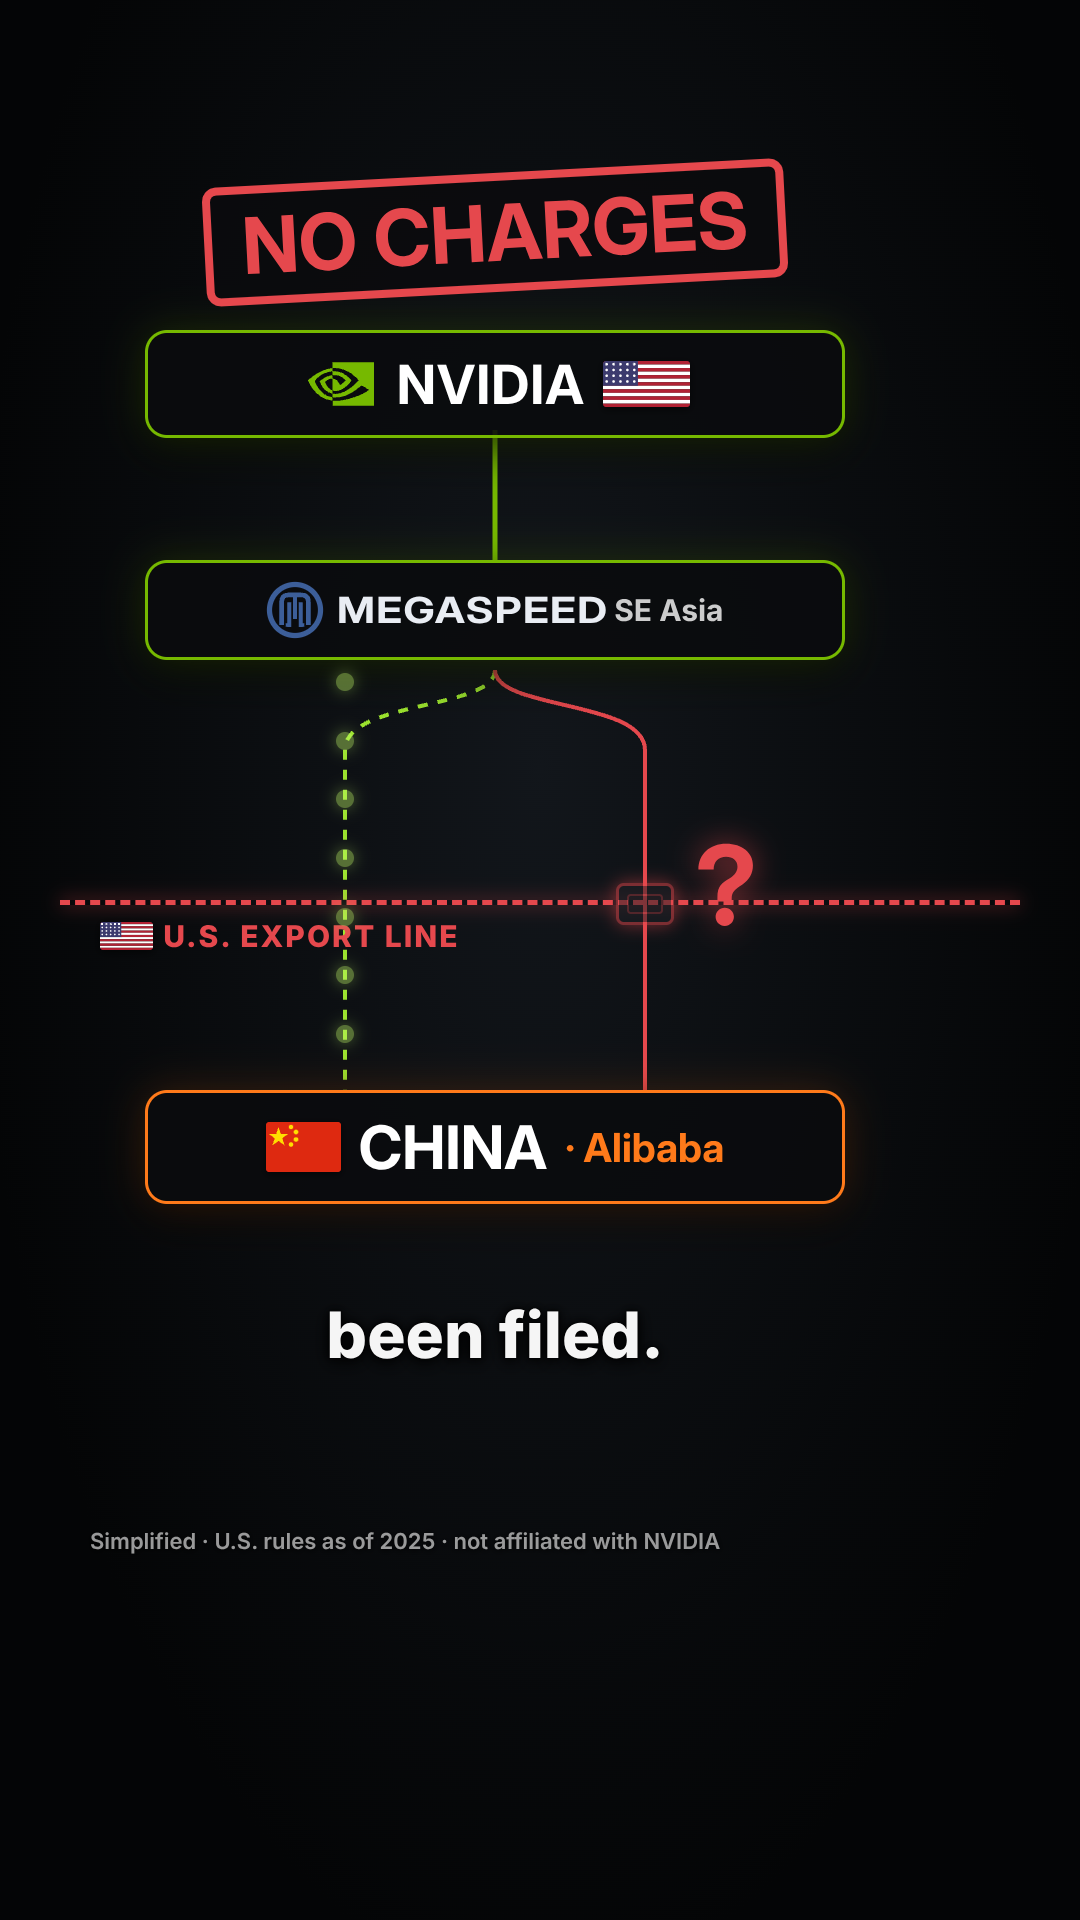 NO CHARGES
NVIDIA
MEGASPEED SE Asia
?
U.S. EXPORT LINE
CHINA · Alibaba
been filed.
Simplified · U.S. rules as of 2025 · not affiliated with NVIDIA